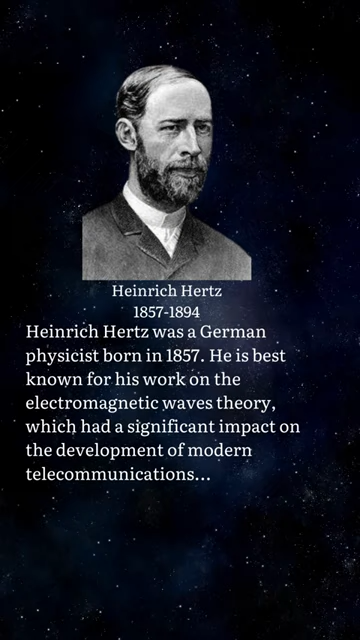 Heinrich Hertz
1857-1894
Heinrich Hertz was a German
physicist born in 1857. He is best
known for his work on the
electromagnetic waves theory,
which had a significant impact on
the development of modern
telecommunications...